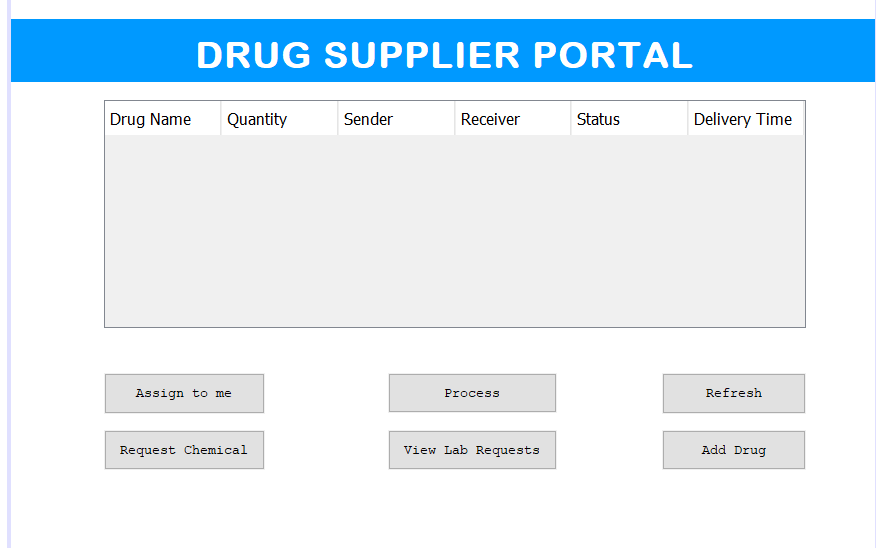 DRUG SUPPLIER PORTAL
Drug Name Quantity Sender Receiver Status Delivery Time
Assign to me Process Refresh
Request Chemical View Lab Requests Add Drug